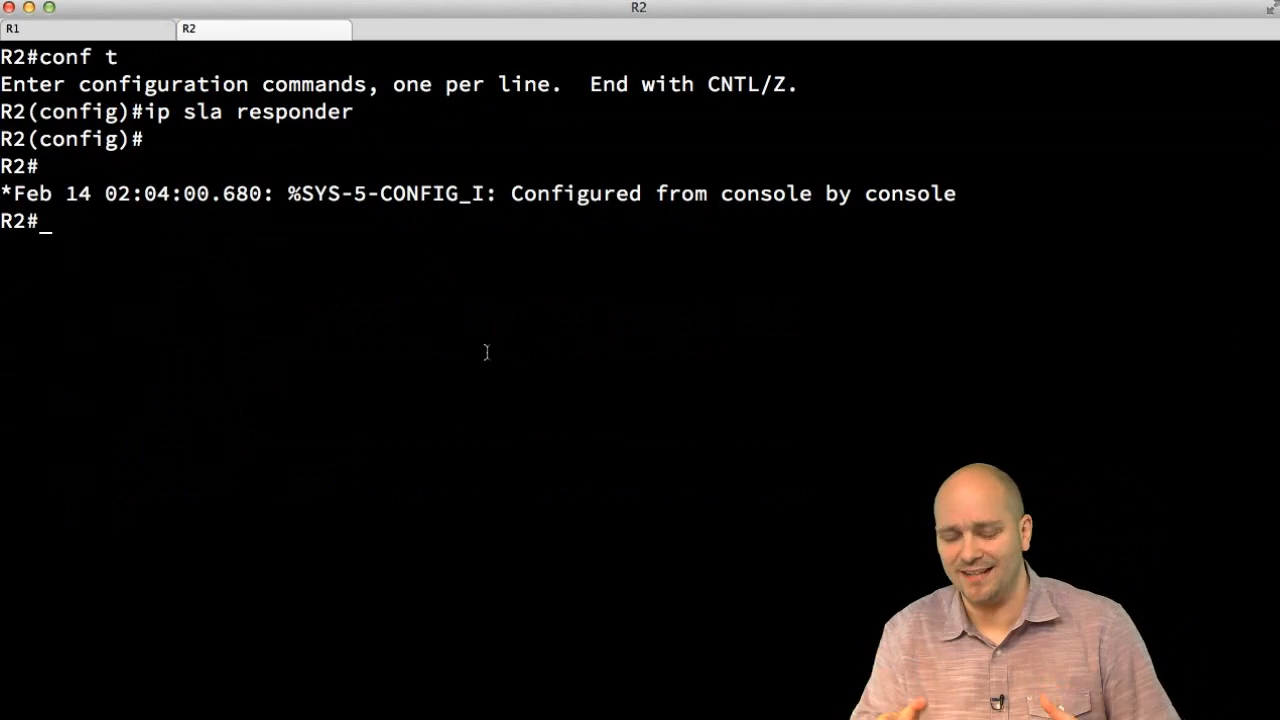 R2
R1
R2
R2#conf t
Enter configuration commands, one per line.  End with CNTL/Z.
R2(config)#ip sla responder
R2(config)#
R2#
*Feb 14 02:04:00.680: %SYS-5-CONFIG_I: Configured from console by console
R2#_